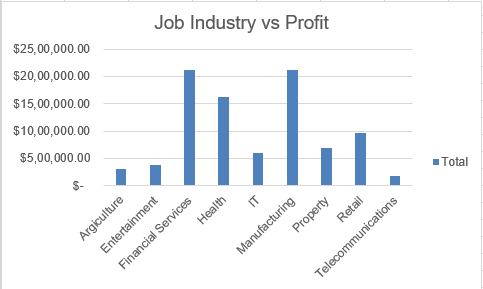 Job Industry vs Profit
$25,00,000.00
$20,00,000.00
$15,00,000.00
$10,00,000.00
$5,00,000.00
$-
Argiculture
Entertainment
Financial Services
Health
IT
Manufacturing
Property
Retail
Telecommunications
Total